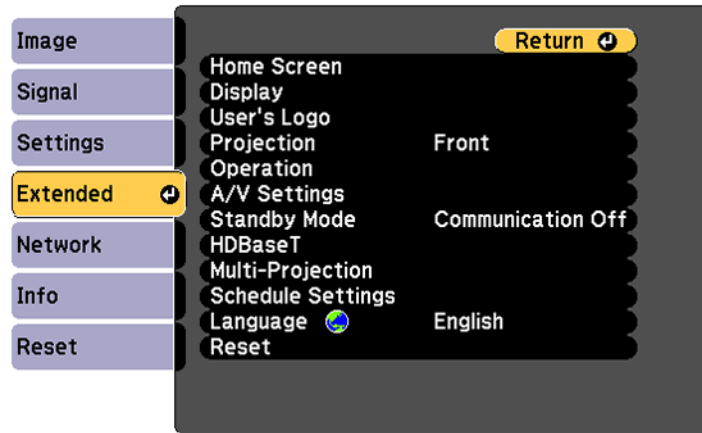 Image
Signal
Settings
Extended
Network
Info
Reset
Return
Home Screen
Display
User's Logo
Projection Front
Operation
A/V Settings
Standby Mode Communication Off
HDBaseT
Multi-Projection
Schedule Settings
Language English
Reset